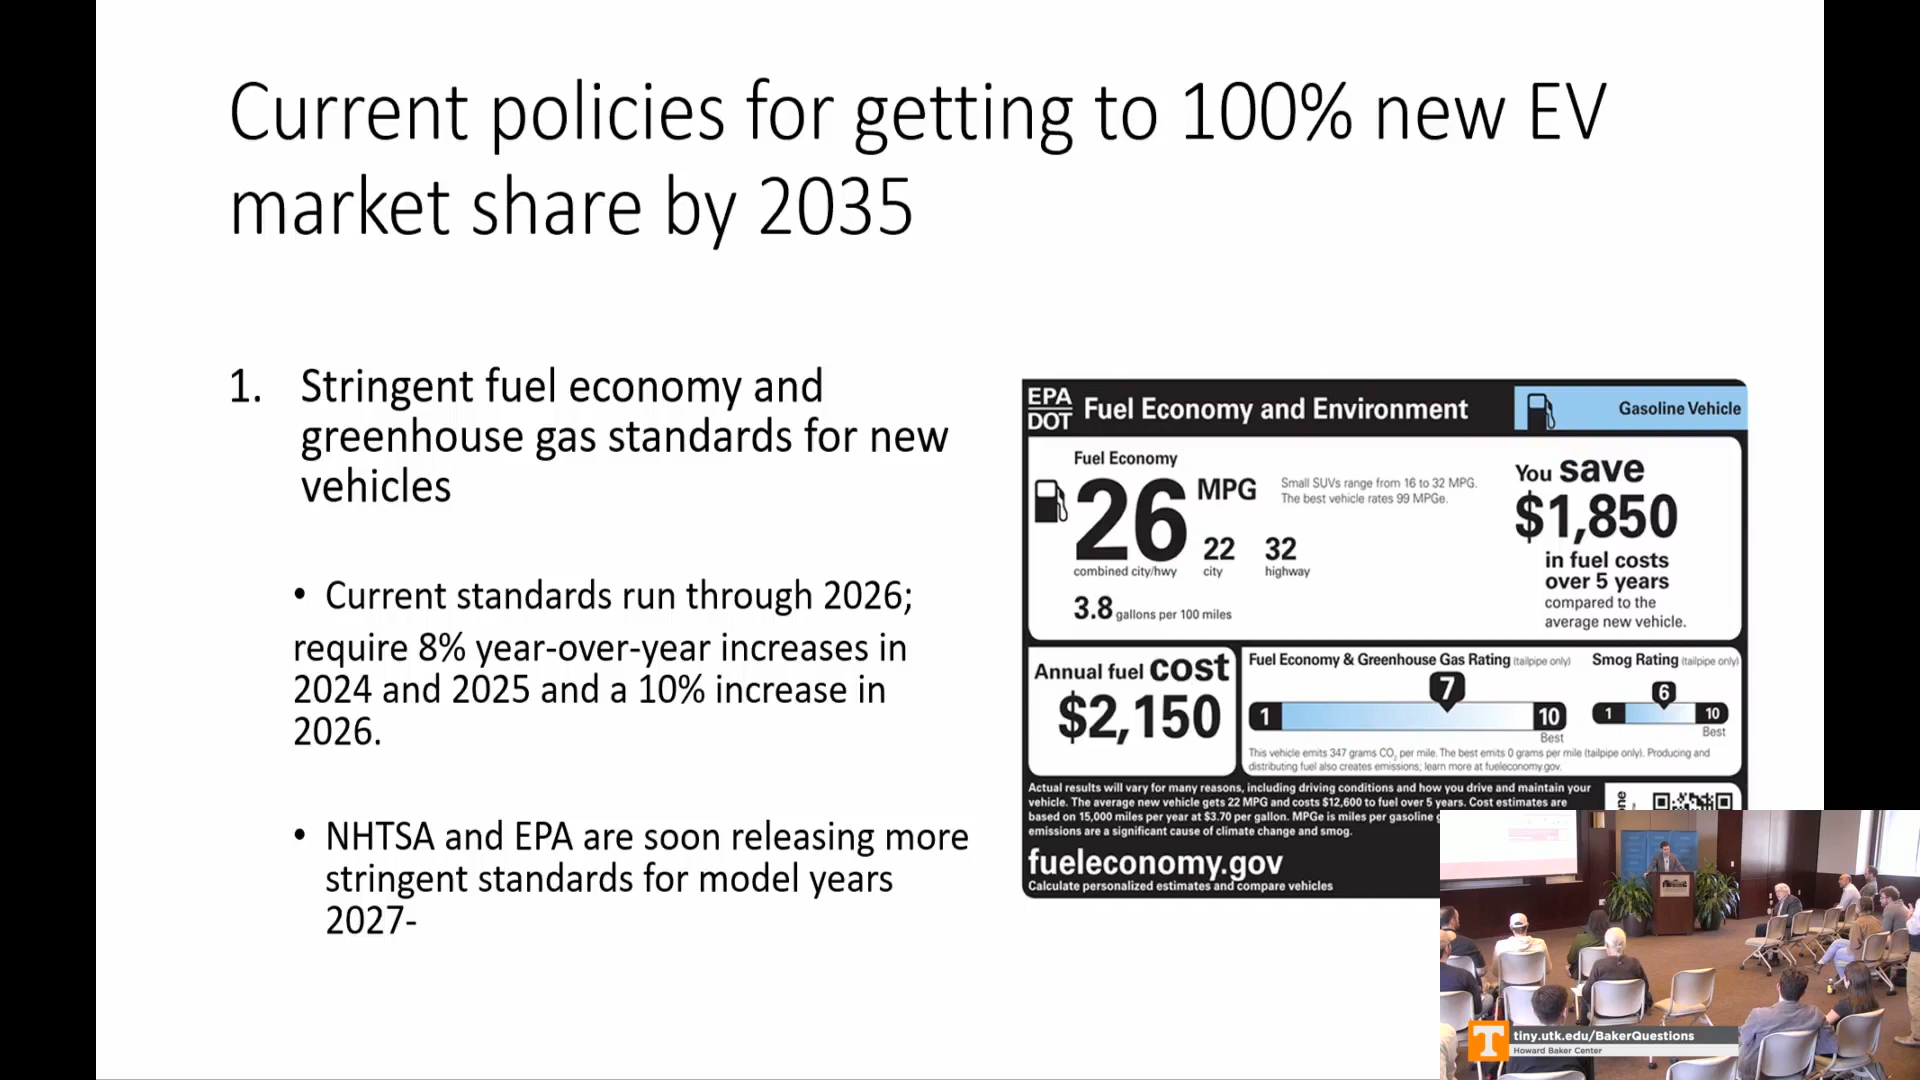 Current policies for getting to 100% new EV
market share by 2035
1. Stringent fuel economy and
greenhouse gas standards for new
vehicles
• Current standards run through 2026;
require 8% year-over-year increases in
2024 and 2025 and a 10% increase in
2026.
• NHTSA and EPA are soon releasing more
stringent standards for model years
2027-
EPA
DOT
Fuel Economy and Environment
Gasoline Vehicle
Fuel Economy
26 MPG
combined city/hwy
22
city
32
highway
3.8 gallons per 100 miles
Small SUVs range from 16 to 32 MPG.
The best vehicle rates 99 MPGe.
You save
$1,850
in fuel costs
over 5 years
compared to the
average new vehicle.
Annual fuel cost
$2,150
Fuel Economy & Greenhouse Gas Rating (tailpipe only)
1 7 10
Best
Smog Rating (tailpipe only)
1 6 10
Best
This vehicle emits 347 grams CO2 per mile. The best emits 0 grams per mile (tailpipe only). Producing and
distributing fuel also creates emissions; learn more at fueleconomy.gov.
Actual results will vary for many reasons, including driving conditions and how you drive and maintain your
vehicle. The average new vehicle gets 22 MPG and costs $12,600 to fuel over 5 years. Cost estimates are
based on 15,000 miles per year at $3.70 per gallon. MPGe is miles per gasoline
emissions are a significant cause of climate change and smog.
fueleconomy.gov
Calculate personalized estimates and compare vehicles
T
tiny.utk.edu/BakerQuestions
Howard Baker Center